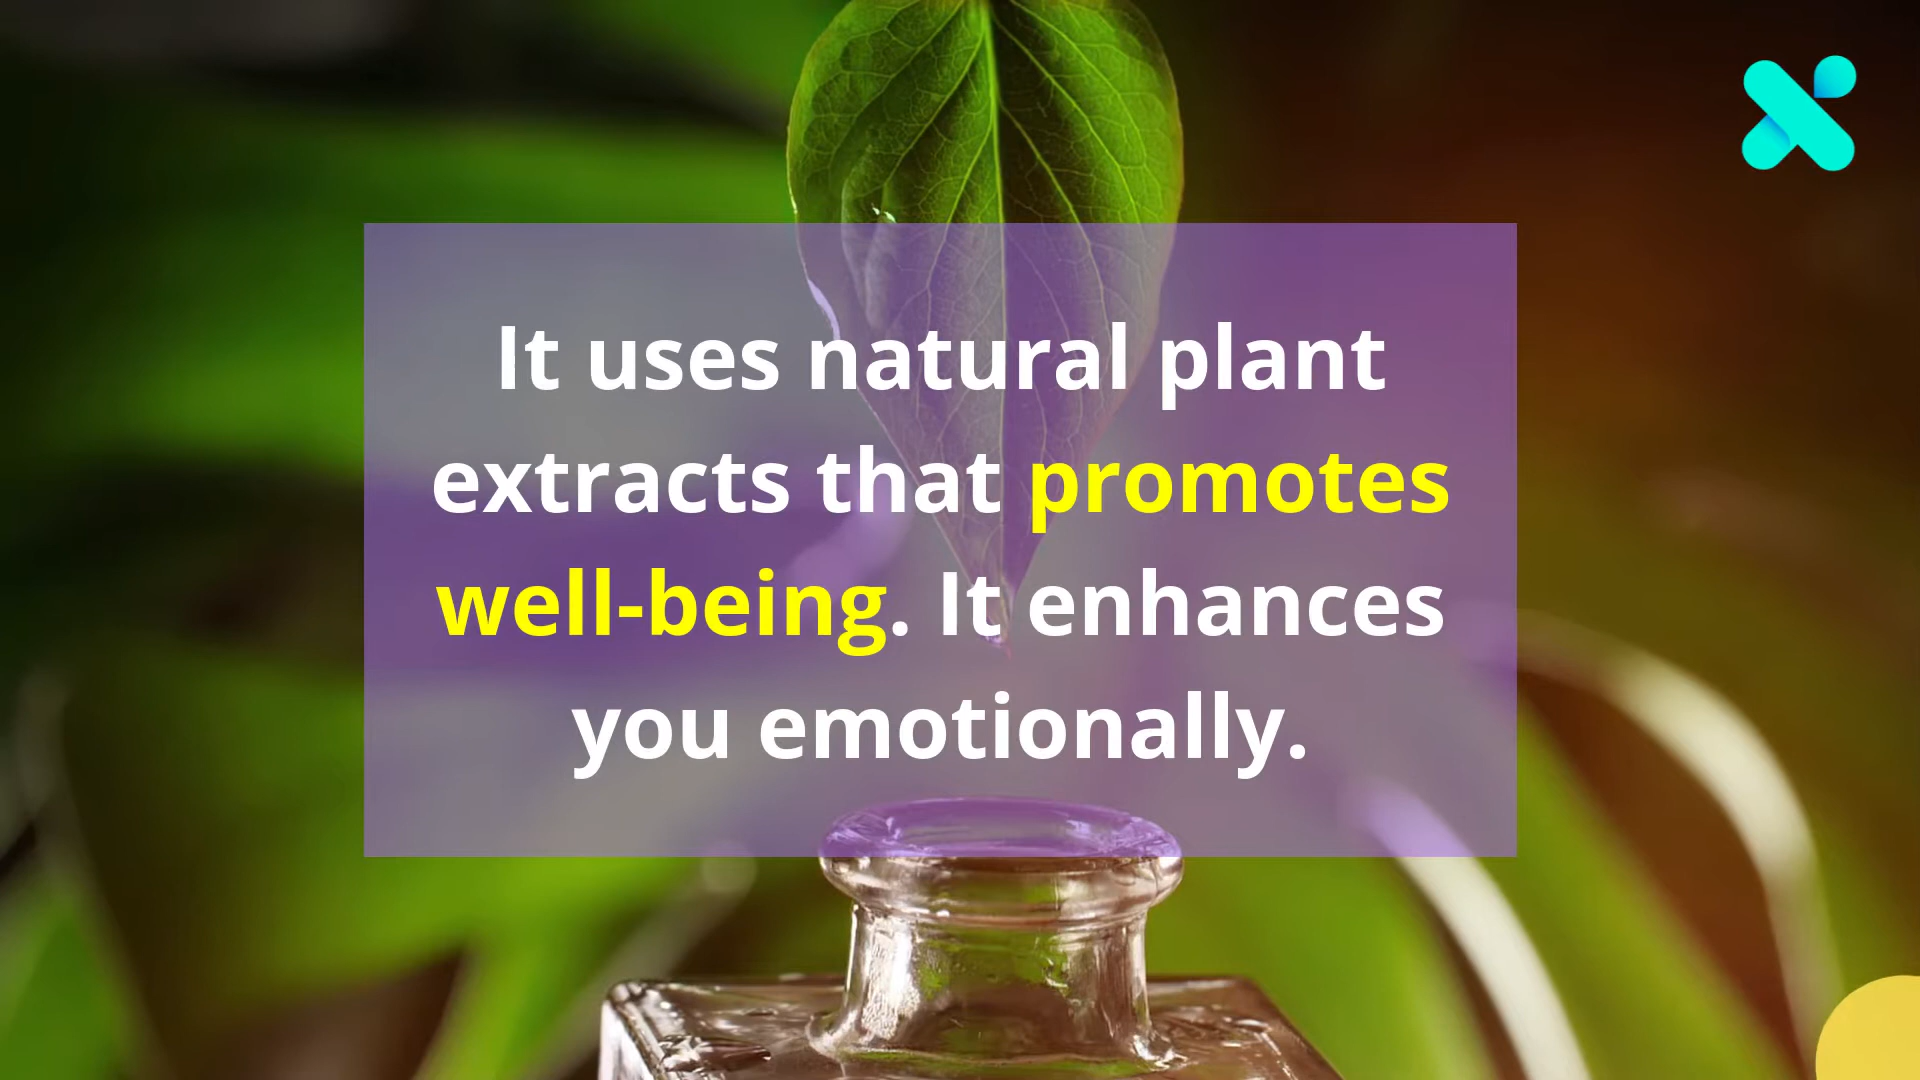 It uses natural plant
extracts that promotes
well-being. It enhances
you emotionally.